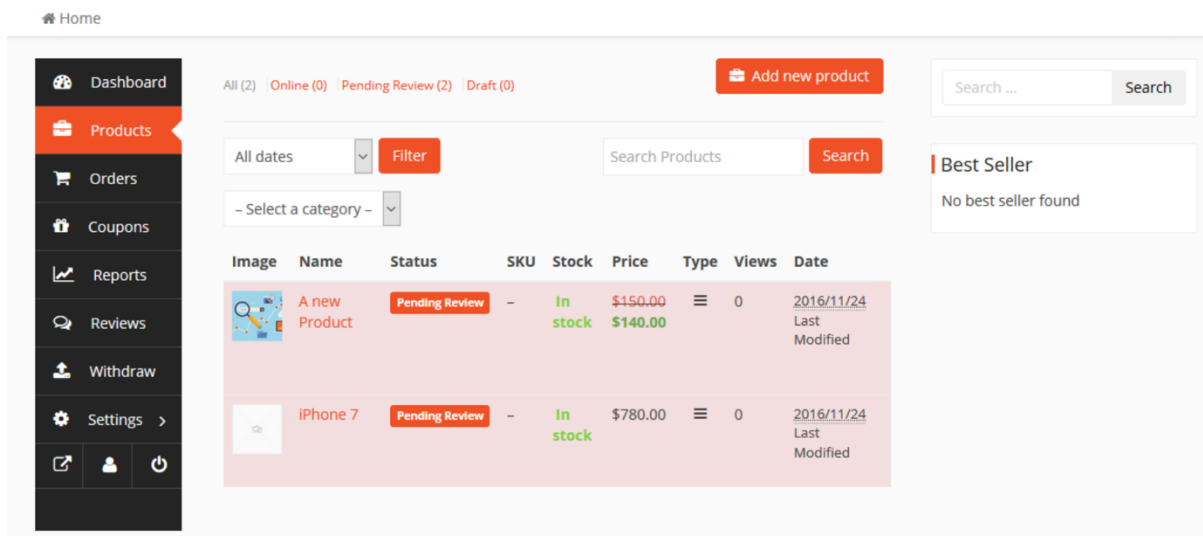 Home
Dashboard
Products
Orders
Coupons
Reports
Reviews
Withdraw
Settings
All (2) Online (0) Pending Review (2) Draft (0)
Add new product
All dates
Filter
Search Products
Search
– Select a category –
Image Name Status SKU Stock Price Type Views Date
A new
Product
Pending Review
–
In
stock
$150.00
$140.00
0
2016/11/24
Last
Modified
iPhone 7
Pending Review
–
In
stock
$780.00
0
2016/11/24
Last
Modified
Search ...
Search
Best Seller
No best seller found